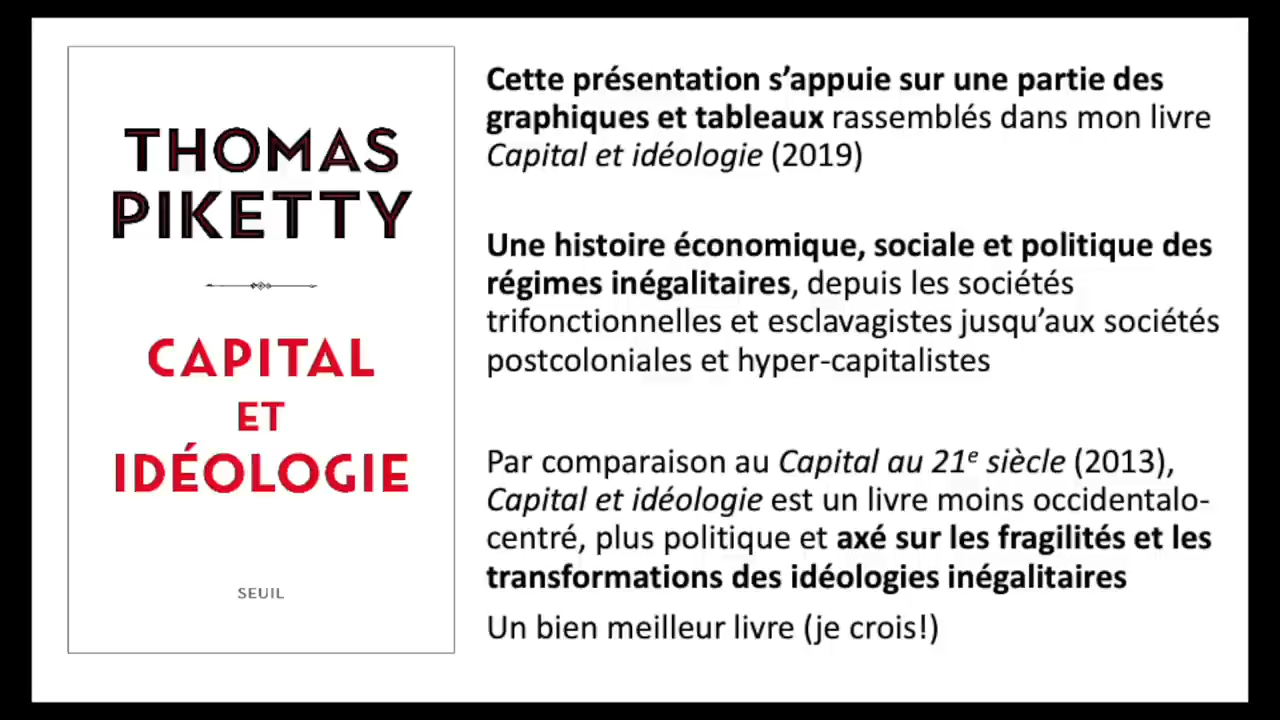 THOMAS
PIKETTY
CAPITAL
ET
IDÉOLOGIE
SEUIL
Cette présentation s’appuie sur une partie des
graphiques et tableaux rassemblés dans mon livre
Capital et idéologie (2019)
Une histoire économique, sociale et politique des
régimes inégalitaires, depuis les sociétés
trifonctionnelles et esclavagistes jusqu’aux sociétés
postcoloniales et hyper-capitalistes
Par comparaison au Capital au 21e siècle (2013),
Capital et idéologie est un livre moins occidentalo-
centré, plus politique et axé sur les fragilités et les
transformations des idéologies inégalitaires
Un bien meilleur livre (je crois!)